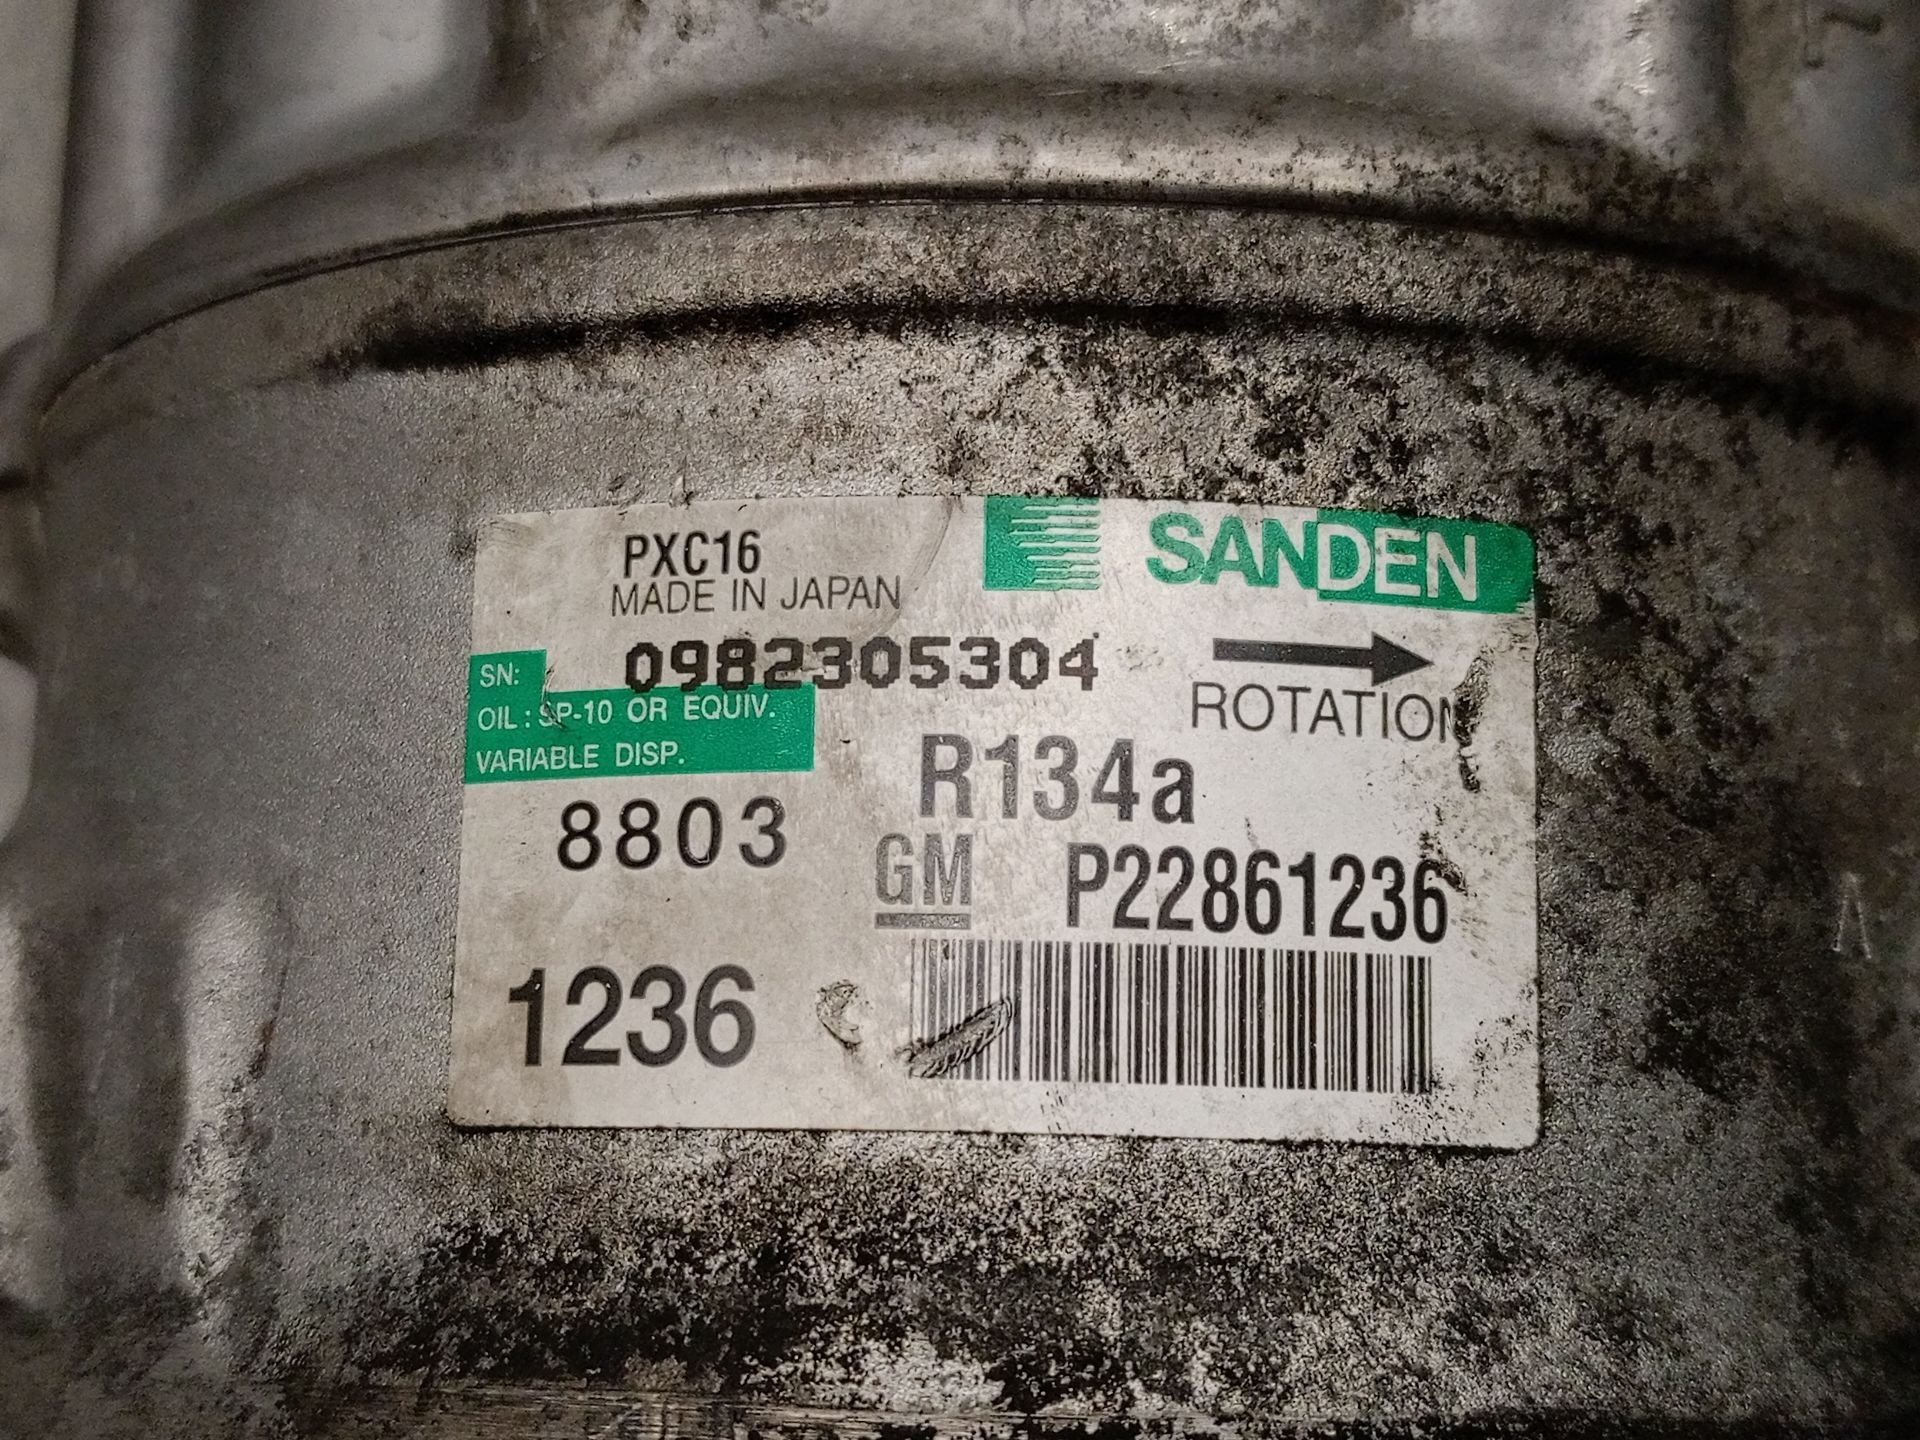 PXC16
SANDEN
MADE IN JAPAN
SN: 0982305304
ROTATION
OIL: SP-10 OR EQUIV.
VARIABLE DISP.
R134a
8803
GM P22861236
1236